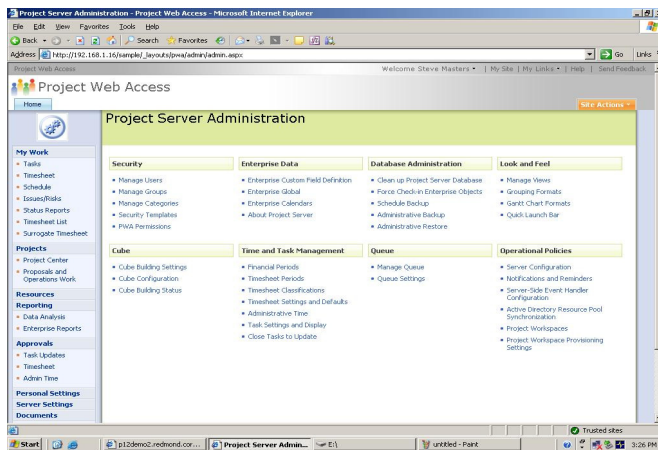 Project Server Administration - Project Web Access - Microsoft Internet Explorer
File Edit View Favorites Tools Help
Back Search Favorites
Address http://192.168.1.16/sample/_layouts/pwa/admin/admin.aspx Go Links
Project Web Access Welcome Steve Masters | My Site | My Links | Help | Send Feedback
Project Web Access
Home Site Actions
Project Server Administration
My Work
Tasks
Timesheet
Schedule
Issues/Risks
Status Reports
Timesheet List
Surrogate Timesheet
Projects
Project Center
Proposals and
Operations Work
Resources
Reporting
Data Analysis
Enterprise Reports
Approvals
Task Updates
Timesheet
Admin Time
Personal Settings
Server Settings
Documents
Security
Manage Users
Manage Groups
Manage Categories
Security Templates
PWA Permissions
Enterprise Data
Enterprise Custom Field Definition
Enterprise Global
Enterprise Calendars
About Project Server
Database Administration
Clean up Project Server Database
Force Check-in Enterprise Objects
Schedule Backup
Administrative Backup
Administrative Restore
Look and Feel
Manage Views
Grouping Formats
Gantt Chart Formats
Quick Launch Bar
Cube
Cube Building Settings
Cube Configuration
Cube Building Status
Time and Task Management
Financial Periods
Timesheet Periods
Timesheet Classifications
Timesheet Settings and Defaults
Administrative Time
Task Settings and Display
Close Tasks to Update
Queue
Manage Queue
Queue Settings
Operational Policies
Server Configuration
Notifications and Reminders
Server-Side Event Handler
Configuration
Active Directory Resource Pool
Synchronization
Project Workspaces
Project Workspace Provisioning
Settings
Trusted sites
Start p12demo2.redmond.cor... Project Server Admin... E:\ untitled - Paint 3:26 PM